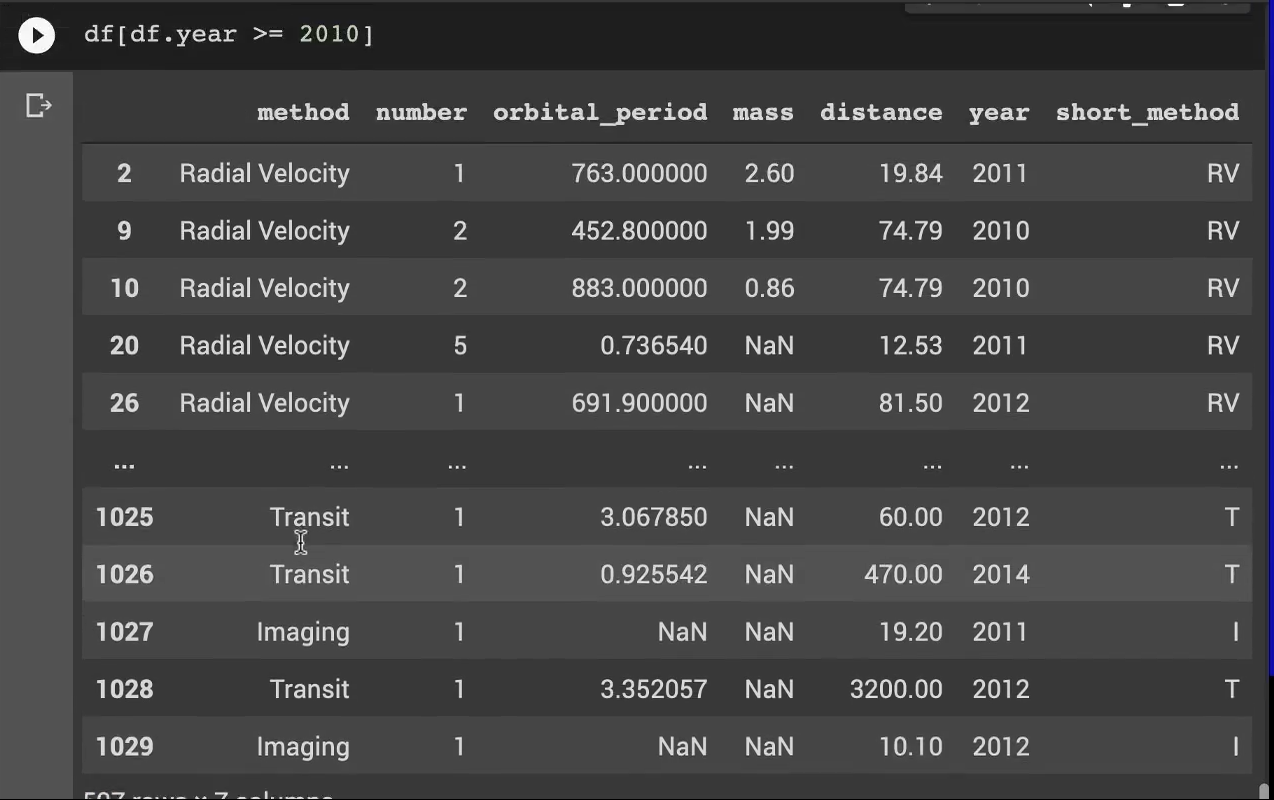 df[df.year >= 2010]
method number orbital_period mass distance year short_method
2 Radial Velocity 1 763.000000 2.60 19.84 2011 RV
9 Radial Velocity 2 452.800000 1.99 74.79 2010 RV
10 Radial Velocity 2 883.000000 0.86 74.79 2010 RV
20 Radial Velocity 5 0.736540 NaN 12.53 2011 RV
26 Radial Velocity 1 691.900000 NaN 81.50 2012 RV
... ... ... ... ... ... ... ...
1025 Transit 1 3.067850 NaN 60.00 2012 T
1026 Transit 1 0.925542 NaN 470.00 2014 T
1027 Imaging 1 NaN NaN 19.20 2011 I
1028 Transit 1 3.352057 NaN 3200.00 2012 T
1029 Imaging 1 NaN NaN 10.10 2012 I
rows × 7 columns